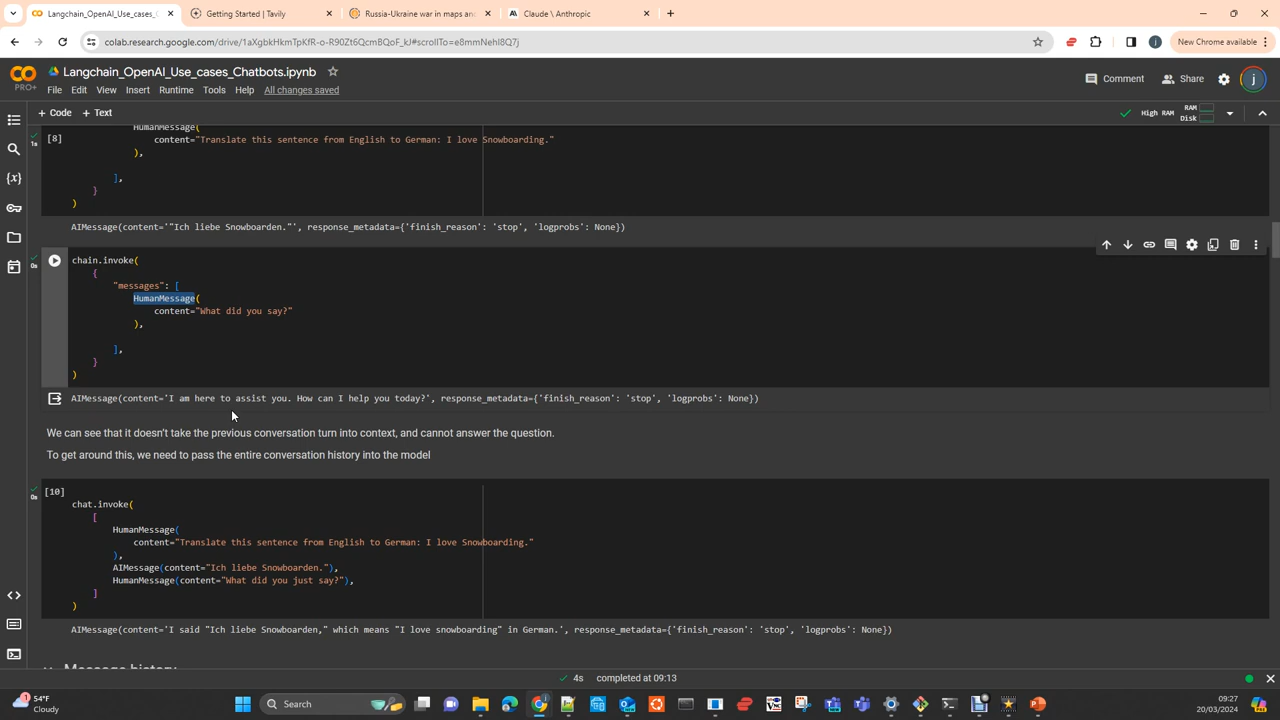 Langchain_OpenAI_Use_cases_C
Getting Started | Tavily
Russia-Ukraine war in maps an
Claude \ Anthropic
colab.research.google.com/drive/1aXgbkHkmTpKfR-o-R90Zt6QcmBQoF_kJ#scrollTo=e8mmNehI8Q7j
New Chrome available
CO
PRO+
Langchain_OpenAI_Use_cases_Chatbots.ipynb
Comment
Share
j
File Edit View Insert Runtime Tools Help All changes saved
+ Code + Text
High RAM
RAM
Disk
HumanMessage(
[8]
1s
content="Translate this sentence from English to German: I love Snowboarding."
),
],
}
)
AIMessage(content='"Ich liebe Snowboarden."', response_metadata={'finish_reason': 'stop', 'logprobs': None})
0s
chain.invoke(
{
"messages": [
HumanMessage(
content="What did you say?"
),
],
}
)
AIMessage(content='I am here to assist you. How can I help you today?', response_metadata={'finish_reason': 'stop', 'logprobs': None})
We can see that it doesn't take the previous conversation turn into context, and cannot answer the question.
To get around this, we need to pass the entire conversation history into the model
[10]
0s
chat.invoke(
[
HumanMessage(
content="Translate this sentence from English to German: I love Snowboarding."
),
AIMessage(content="Ich liebe Snowboarden."),
HumanMessage(content="What did you just say?"),
]
)
AIMessage(content='I said "Ich liebe Snowboarden," which means "I love snowboarding" in German.', response_metadata={'finish_reason': 'stop', 'logprobs': None})
Message history
4s completed at 09:13
54°F
Cloudy
Search
09:27
20/03/2024